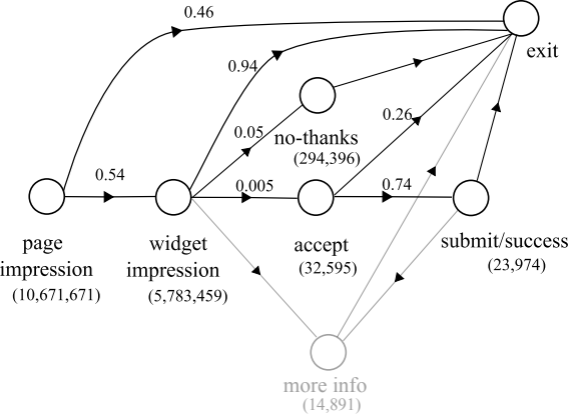 0.46
exit
0.94
0.05
no-thanks
(294,396)
0.26
0.54
0.005
0.74
page
impression
(10,671,671)
widget
impression
(5,783,459)
accept
(32,595)
submit/success
(23,974)
more info
(14,891)